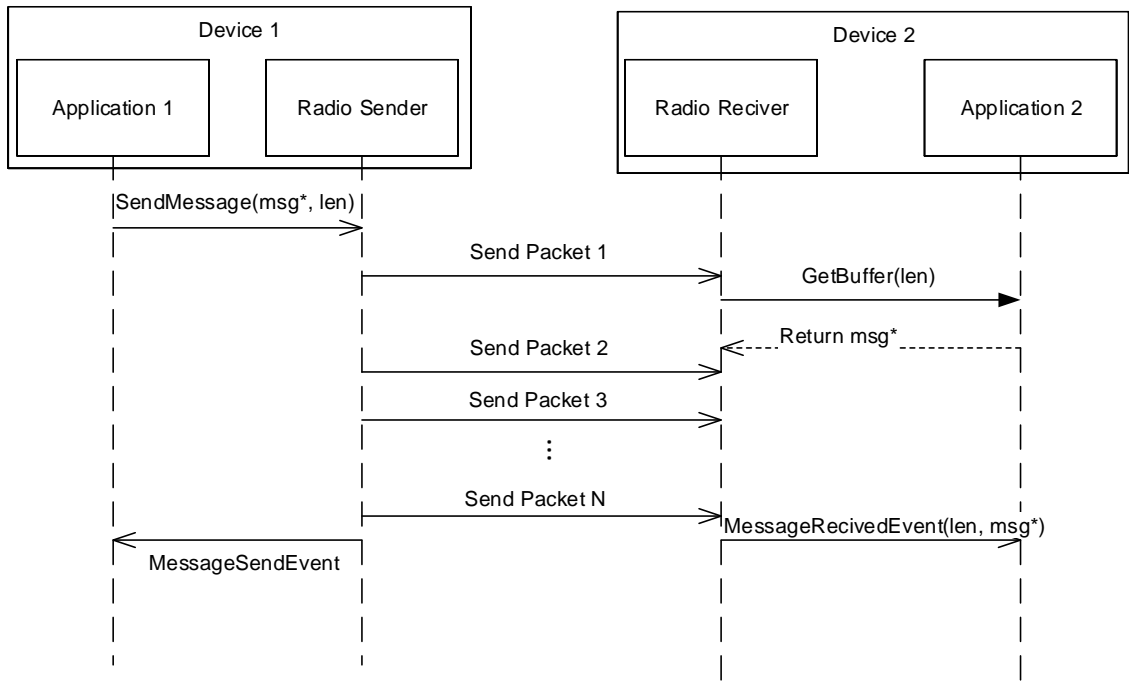 Device 1
Device 2
Application 1
Radio Sender
Radio Reciver
Application 2
SendMessage(msg*, len)
Send Packet 1
GetBuffer(len)
Return msg*
Send Packet 2
Send Packet 3
⋮
Send Packet N
MessageRecivedEvent(len, msg*)
MessageSendEvent